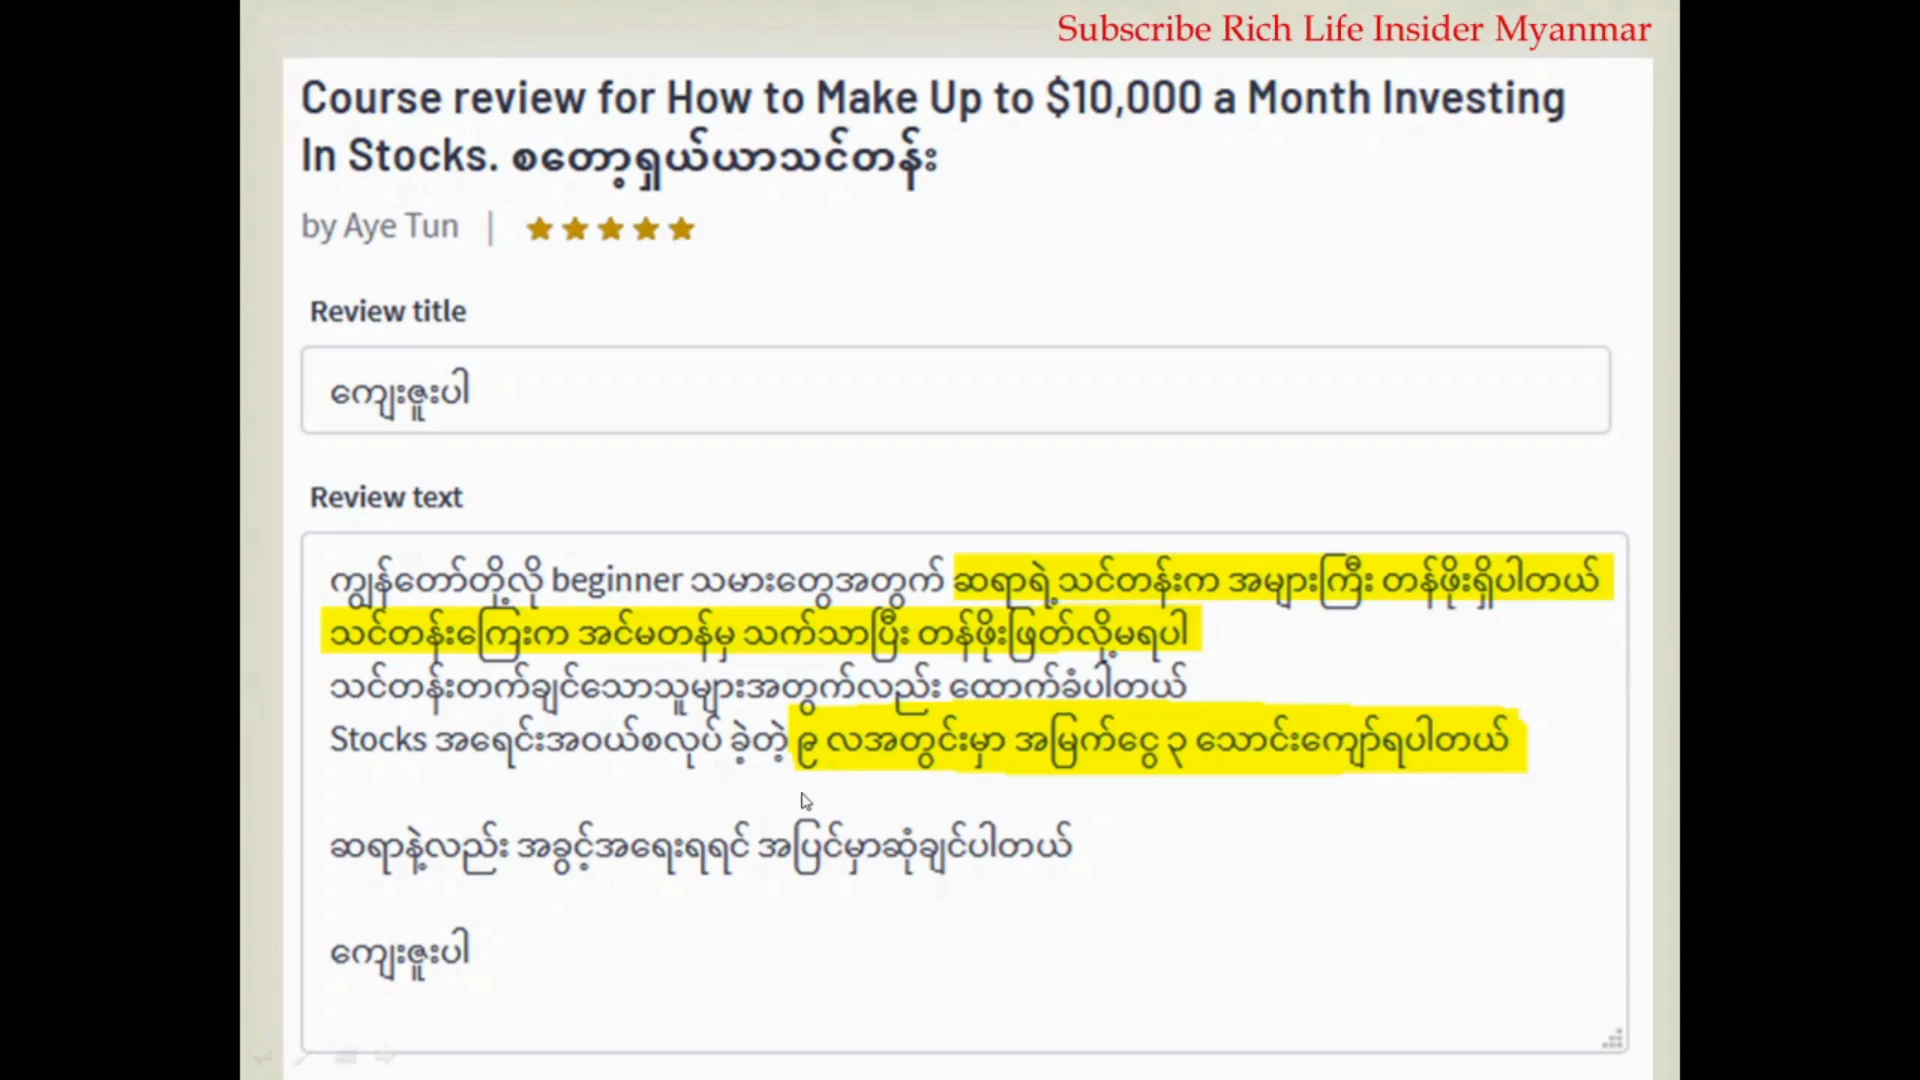 Subscribe Rich Life Insider Myanmar
Course review for How to Make Up to $10,000 a Month Investing
In Stocks. စတော့ရှယ်ယာသင်တန်း
by Aye Tun |
Review title
ကျေးဇူးပါ
Review text
ကျွန်တော်တို့လို beginner သမားတွေအတွက် ဆရာရဲ့သင်တန်းက အများကြီး တန်ဖိုးရှိပါတယ်
သင်တန်းကြေးက အင်မတန်မှ သက်သာပြီး တန်ဖိုးဖြတ်လို့မရပါ
သင်တန်းတက်ချင်သောသူများအတွက်လည်း ထောက်ခံပါတယ်
Stocks အရောင်းအဝယ်စလုပ် ခဲ့တဲ့ ၉ လအတွင်းမှာ အမြက်ငွေ ၃ သောင်းကျော်ရပါတယ်
ဆရာနဲ့လည်း အခွင့်အရေးရရင် အပြင်မှာဆုံချင်ပါတယ်
ကျေးဇူးပါ